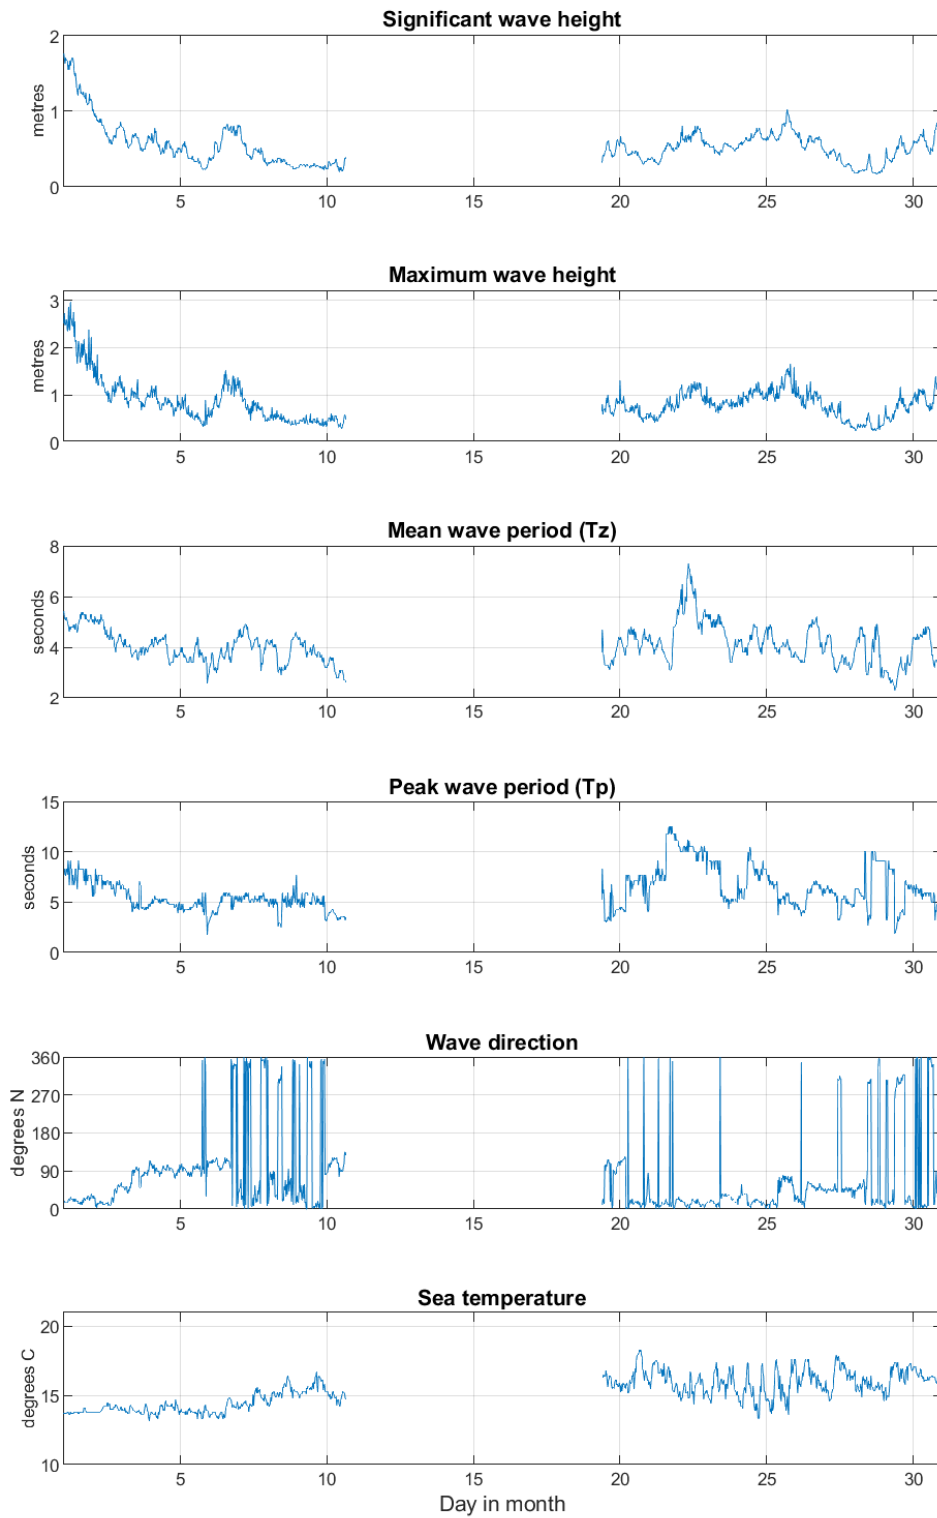 Significant wave height
2
1
0
metres
5 10 15 20 25 30
Maximum wave height
3
2
1
0
metres
5 10 15 20 25 30
Mean wave period (Tz)
8
6
4
2
seconds
5 10 15 20 25 30
Peak wave period (Tp)
15
10
5
0
seconds
5 10 15 20 25 30
Wave direction
360
270
180
90
0
degrees N
5 10 15 20 25 30
Sea temperature
20
15
10
degrees C
5 10 15 20 25 30
Day in month